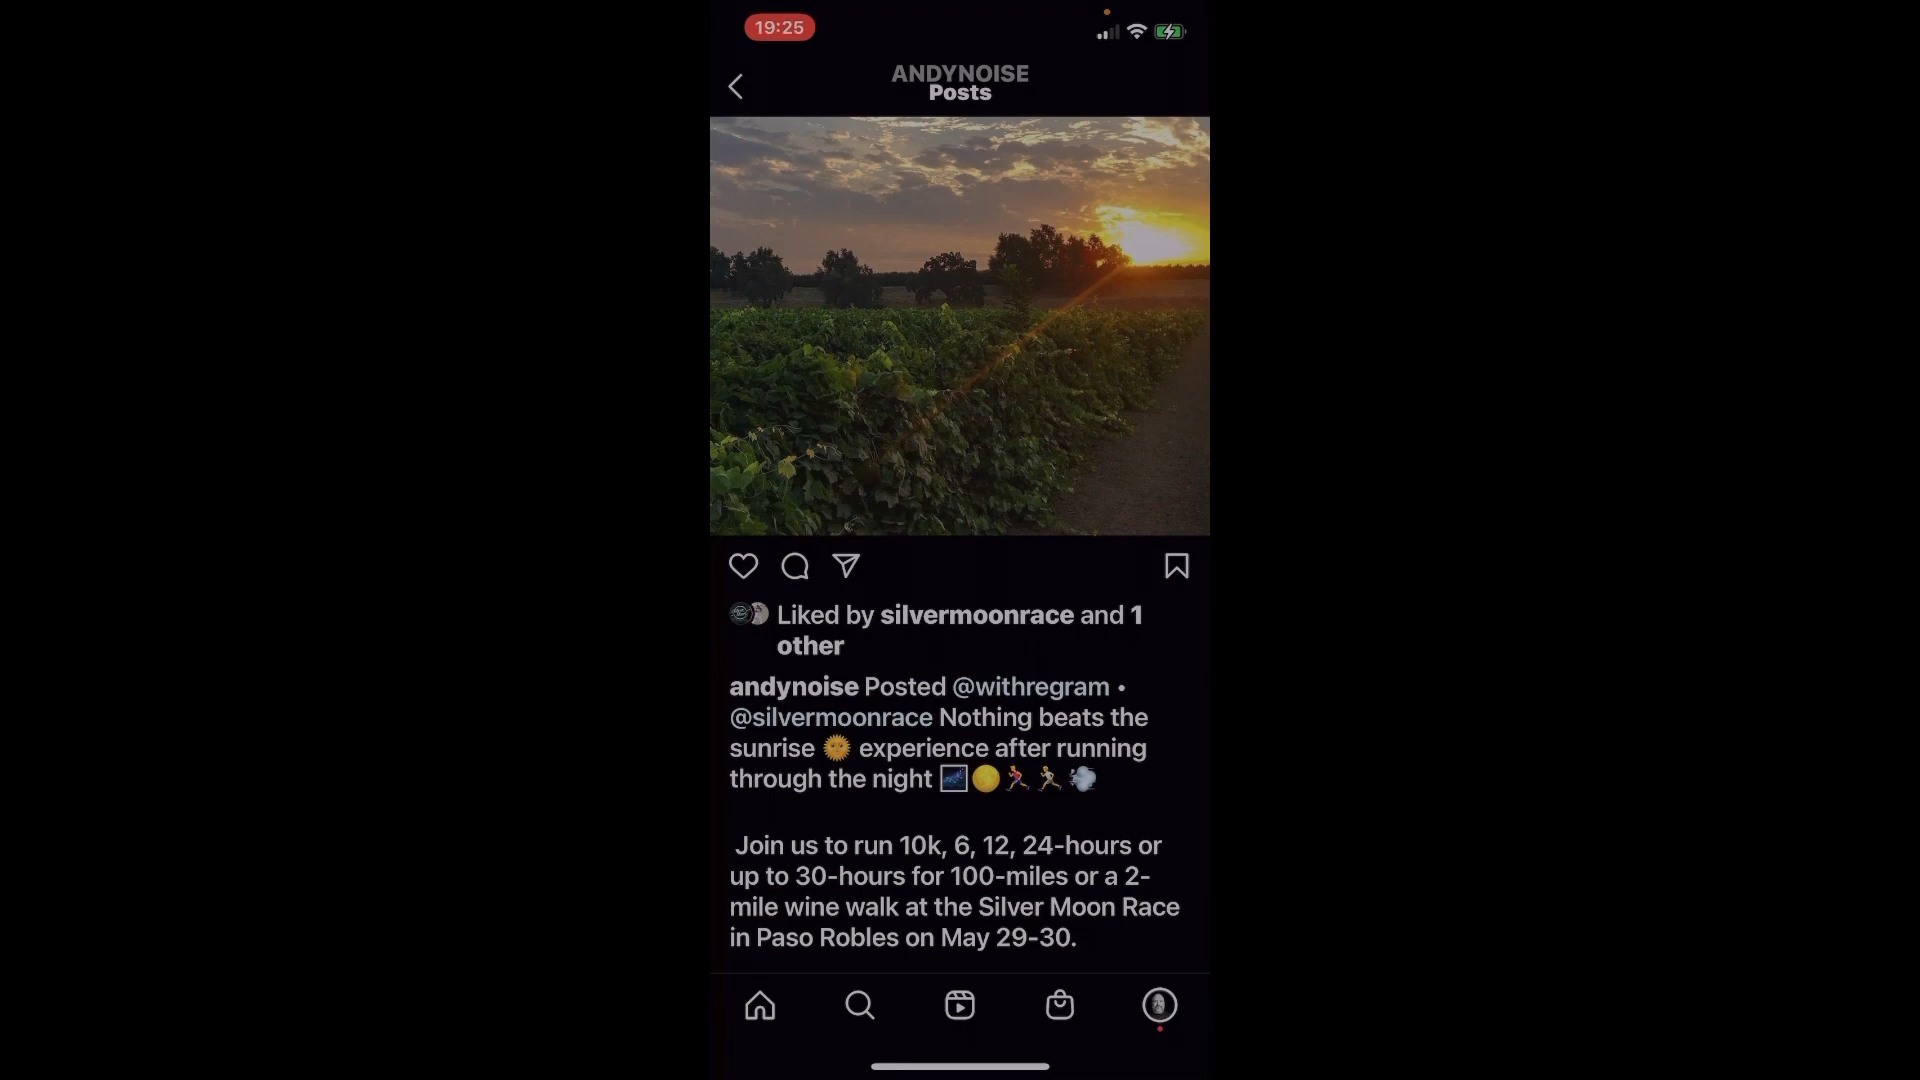 19:25
ANDYNOISE
Posts
Liked by silvermoonrace and 1
other
andynoise Posted @withregram •
@silvermoonrace Nothing beats the
sunrise 🌞 experience after running
through the night 🌌🌕🏃🏃💨
Join us to run 10k, 6, 12, 24-hours or
up to 30-hours for 100-miles or a 2-
mile wine walk at the Silver Moon Race
in Paso Robles on May 29-30.